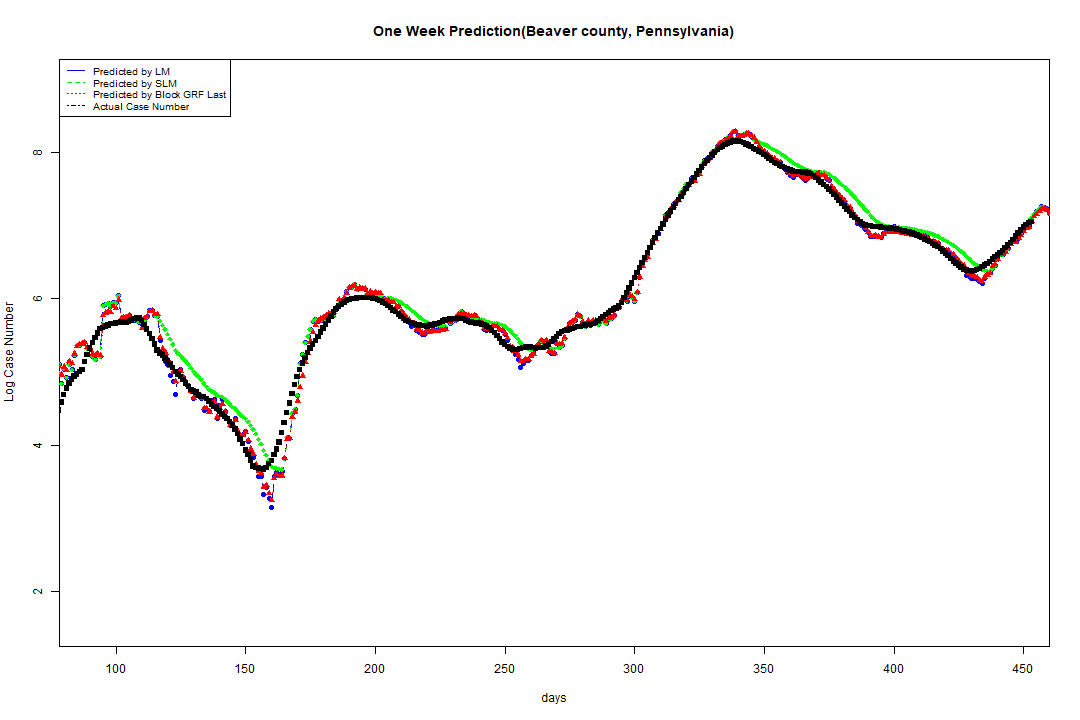 One Week Prediction(Beaver county, Pennsylvania)
Predicted by LM
Predicted by SLM
Predicted by Block GRF Last
Actual Case Number
8
6
4
2
Log Case Number
100 150 200 250 300 350 400 450
days